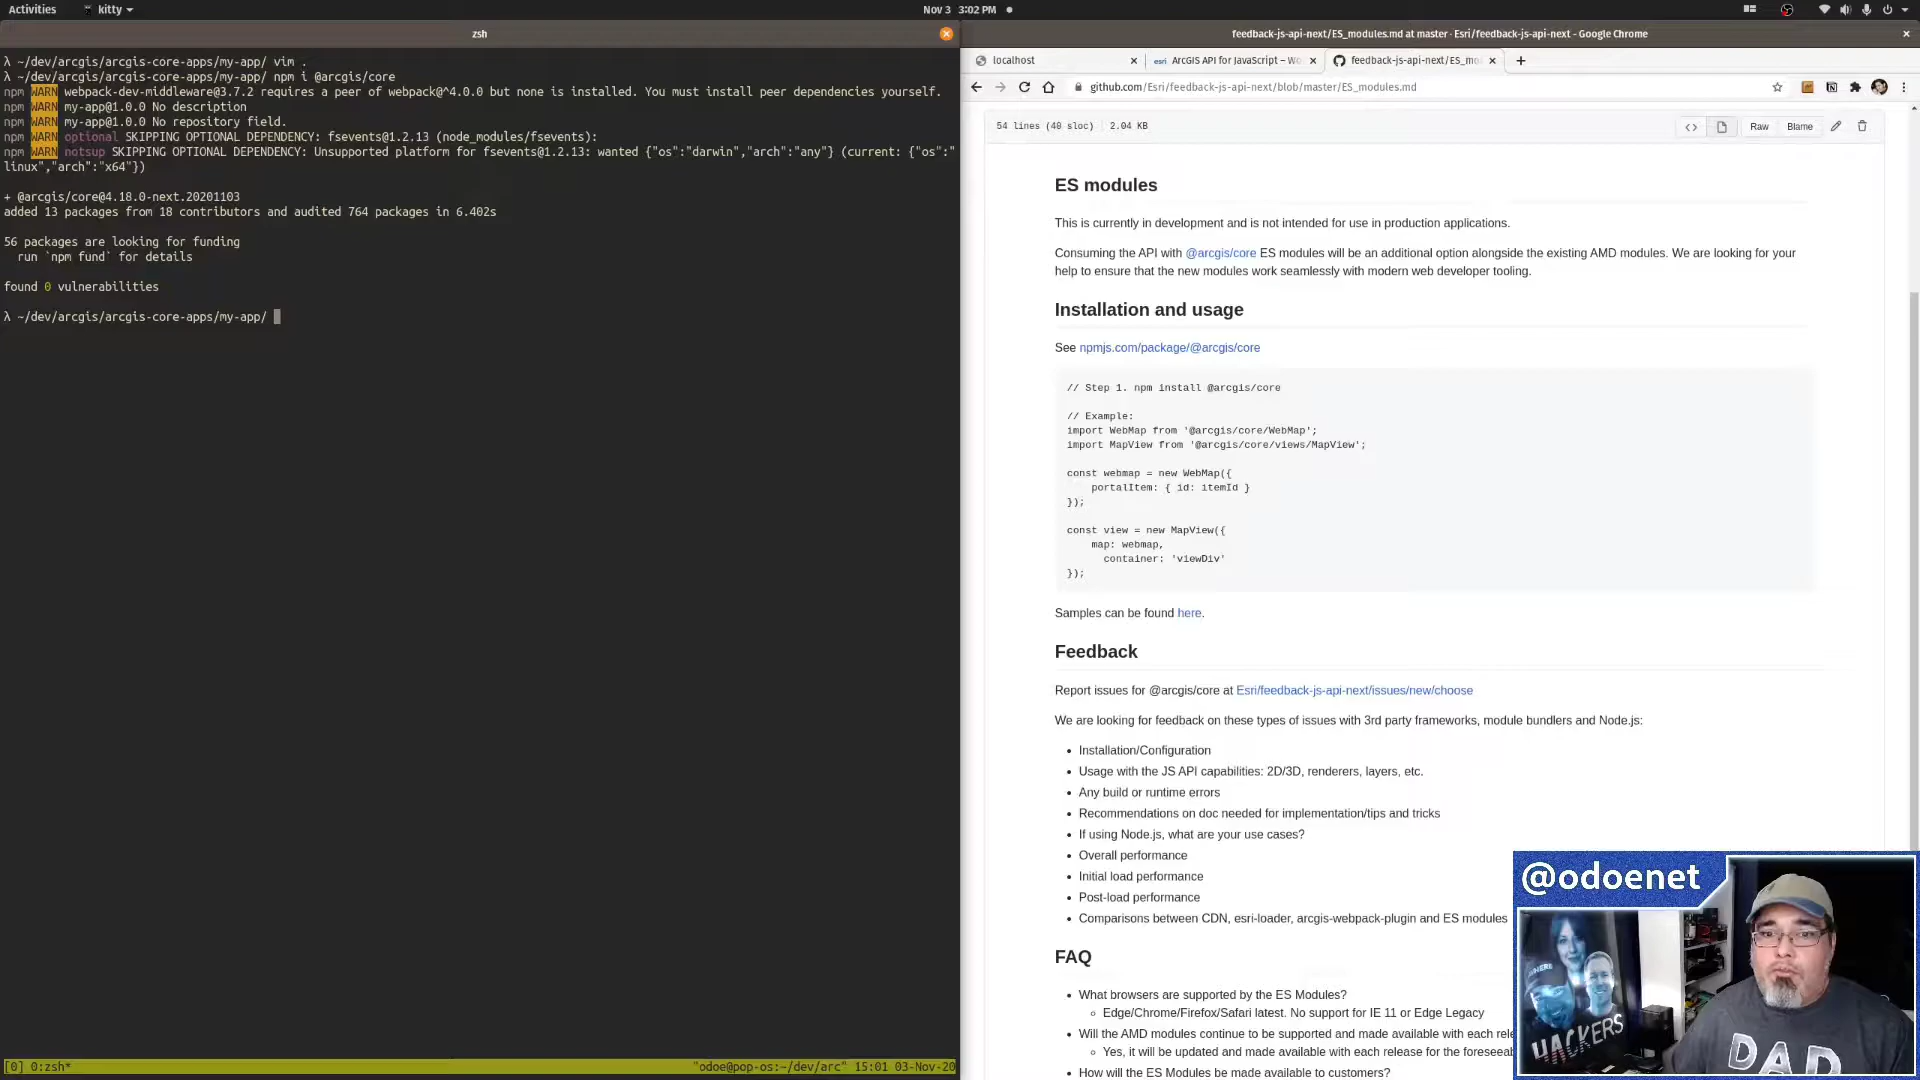 Activities
kitty
Nov 3 3:02 PM
zsh
λ ~/dev/arcgis/arcgis-core-apps/my-app/ vim .
λ ~/dev/arcgis/arcgis-core-apps/my-app/ npm i @arcgis/core
npm WARN webpack-dev-middleware@3.7.2 requires a peer of webpack@^4.0.0 but none is installed. You must install peer dependencies yourself.
npm WARN my-app@1.0.0 No description
npm WARN my-app@1.0.0 No repository field.
npm WARN optional SKIPPING OPTIONAL DEPENDENCY: fsevents@1.2.13 (node_modules/fsevents):
npm WARN notsup SKIPPING OPTIONAL DEPENDENCY: Unsupported platform for fsevents@1.2.13: wanted {"os":"darwin","arch":"any"} (current: {"os":"
linux","arch":"x64"})
+ @arcgis/core@4.18.0-next.20201103
added 13 packages from 18 contributors and audited 764 packages in 6.402s
56 packages are looking for funding
run `npm fund` for details
found 0 vulnerabilities
λ ~/dev/arcgis/arcgis-core-apps/my-app/
[0] 0:zsh*
"odoe@pop-os:~/dev/arc" 15:01 03-Nov-20
feedback-js-api-next/ES_modules.md at master · Esri/feedback-js-api-next - Google Chrome
localhost
esri ArcGIS API for JavaScript – Wo
feedback-js-api-next/ES_mo
github.com/Esri/feedback-js-api-next/blob/master/ES_modules.md
54 lines (40 sloc) 2.04 KB
Raw
Blame
ES modules
This is currently in development and is not intended for use in production applications.
Consuming the API with @arcgis/core ES modules will be an additional option alongside the existing AMD modules. We are looking for your
help to ensure that the new modules work seamlessly with modern web developer tooling.
Installation and usage
See npmjs.com/package/@arcgis/core
// Step 1. npm install @arcgis/core
// Example:
import WebMap from '@arcgis/core/WebMap';
import MapView from '@arcgis/core/views/MapView';
const webmap = new WebMap({
portalItem: { id: itemId }
});
const view = new MapView({
map: webmap,
container: 'viewDiv'
});
Samples can be found here.
Feedback
Report issues for @arcgis/core at Esri/feedback-js-api-next/issues/new/choose
We are looking for feedback on these types of issues with 3rd party frameworks, module bundlers and Node.js:
• Installation/Configuration
• Usage with the JS API capabilities: 2D/3D, renderers, layers, etc.
• Any build or runtime errors
• Recommendations on doc needed for implementation/tips and tricks
• If using Node.js, what are your use cases?
• Overall performance
• Initial load performance
• Post-load performance
• Comparisons between CDN, esri-loader, arcgis-webpack-plugin and ES modules
FAQ
• What browsers are supported by the ES Modules?
◦ Edge/Chrome/Firefox/Safari latest. No support for IE 11 or Edge Legacy
• Will the AMD modules continue to be supported and made available with each rele
◦ Yes, it will be updated and made available with each release for the foreseeab
• How will the ES Modules be made available to customers?
@odoenet
HACKERS
DAD